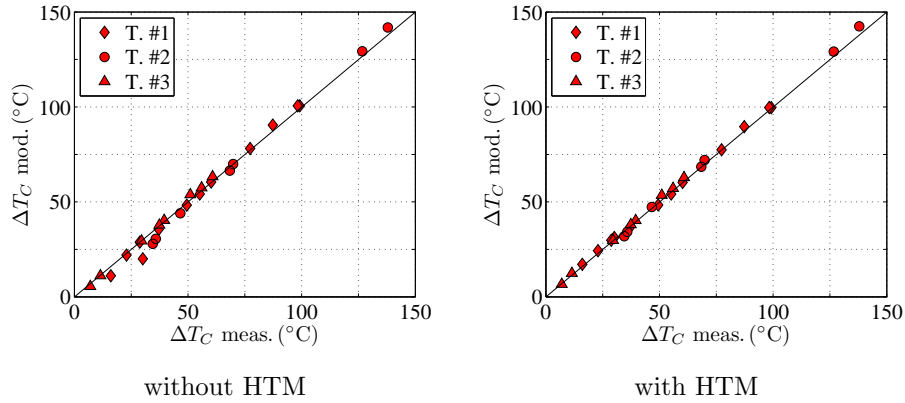 150
100
50
0
ΔT_C mod. (°C)
T. #1
T. #2
T. #3
0 50 100 150
ΔT_C meas. (°C)
without HTM
150
100
50
0
ΔT_C mod. (°C)
T. #1
T. #2
T. #3
0 50 100 150
ΔT_C meas. (°C)
with HTM